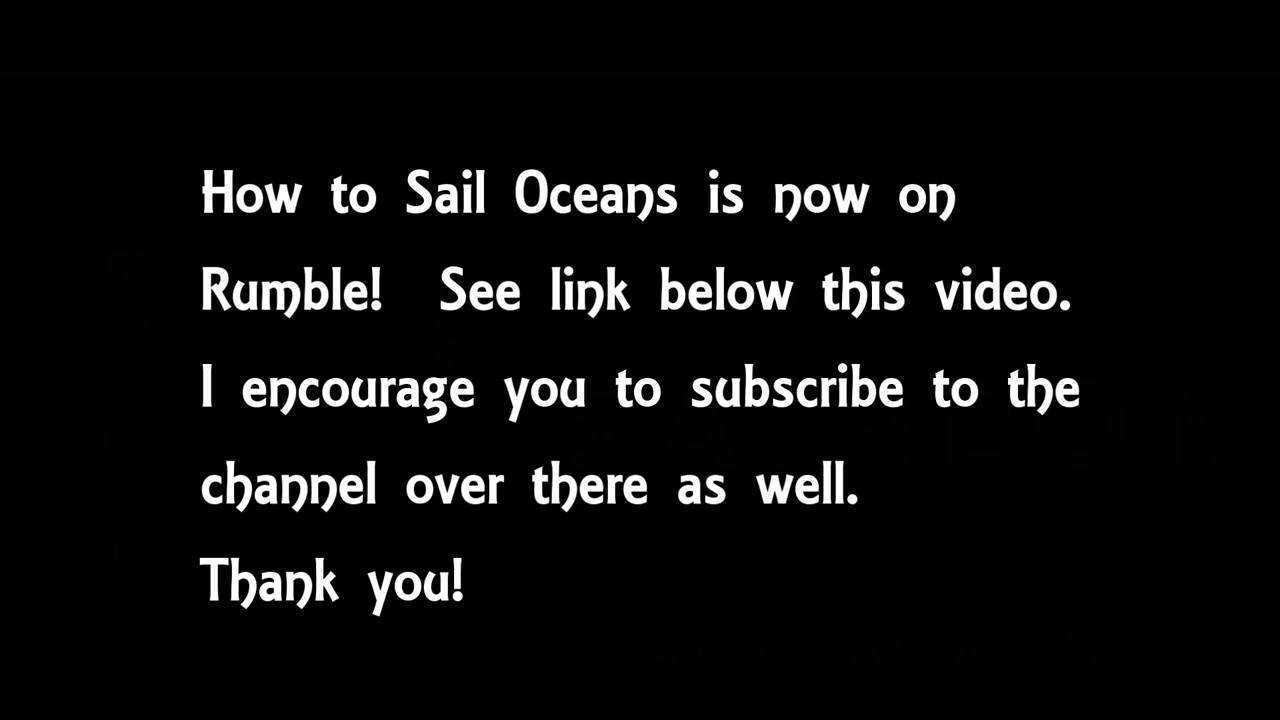 How to Sail Oceans is now on
Rumble! See link below this video.
I encourage you to subscribe to the
channel over there as well.
Thank you!